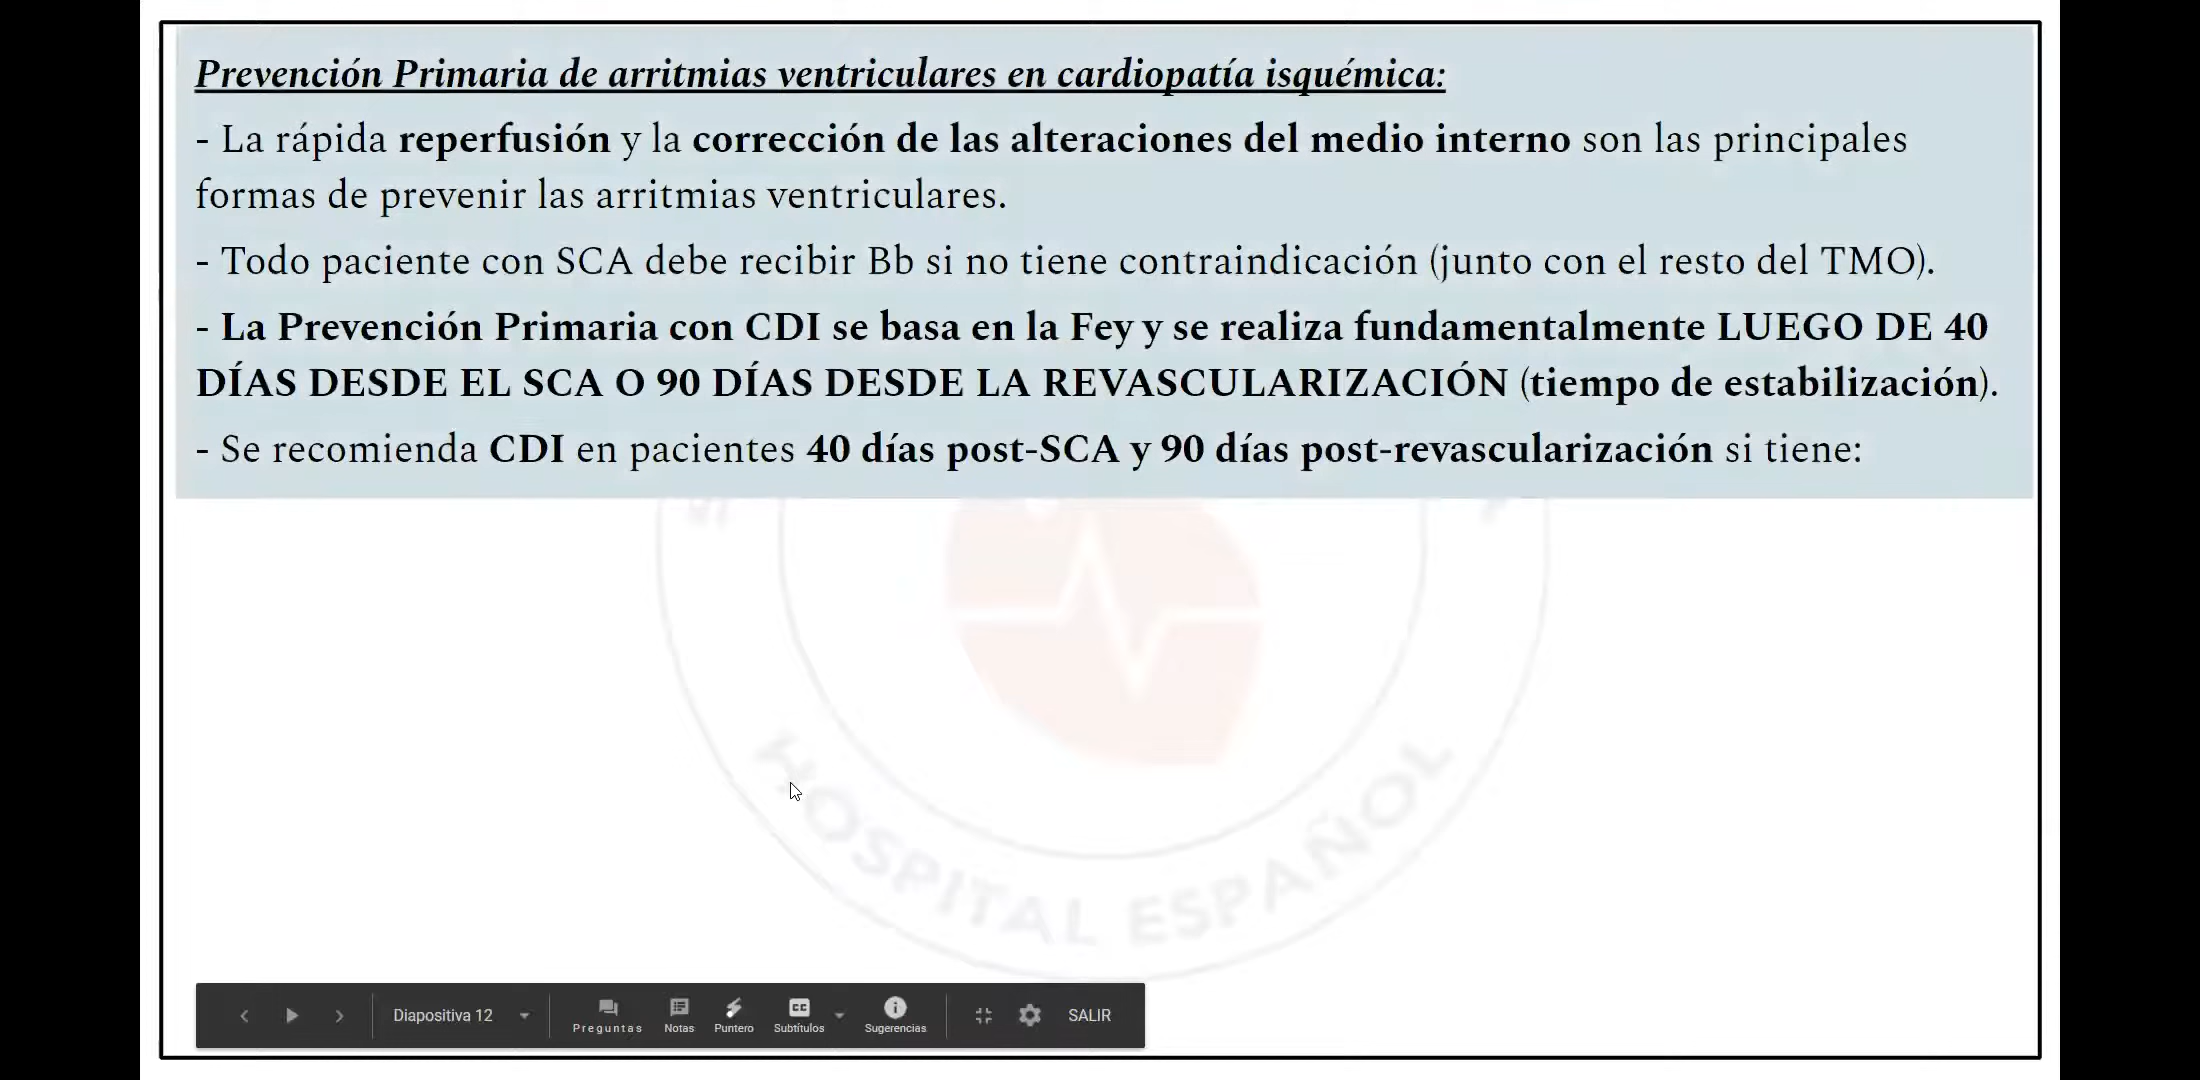 Prevención Primaria de arritmias ventriculares en cardiopatía isquémica:
- La rápida reperfusión y la corrección de las alteraciones del medio interno son las principales
formas de prevenir las arritmias ventriculares.
- Todo paciente con SCA debe recibir Bb si no tiene contraindicación (junto con el resto del TMO).
- La Prevención Primaria con CDI se basa en la Fey y se realiza fundamentalmente LUEGO DE 40
DÍAS DESDE EL SCA O 90 DÍAS DESDE LA REVASCULARIZACIÓN (tiempo de estabilización).
- Se recomienda CDI en pacientes 40 días post-SCA y 90 días post-revascularización si tiene:
HOSPITAL ESPAÑOL
Diapositiva 12
Preguntas Notas Puntero Subtítulos Sugerencias
SALIR